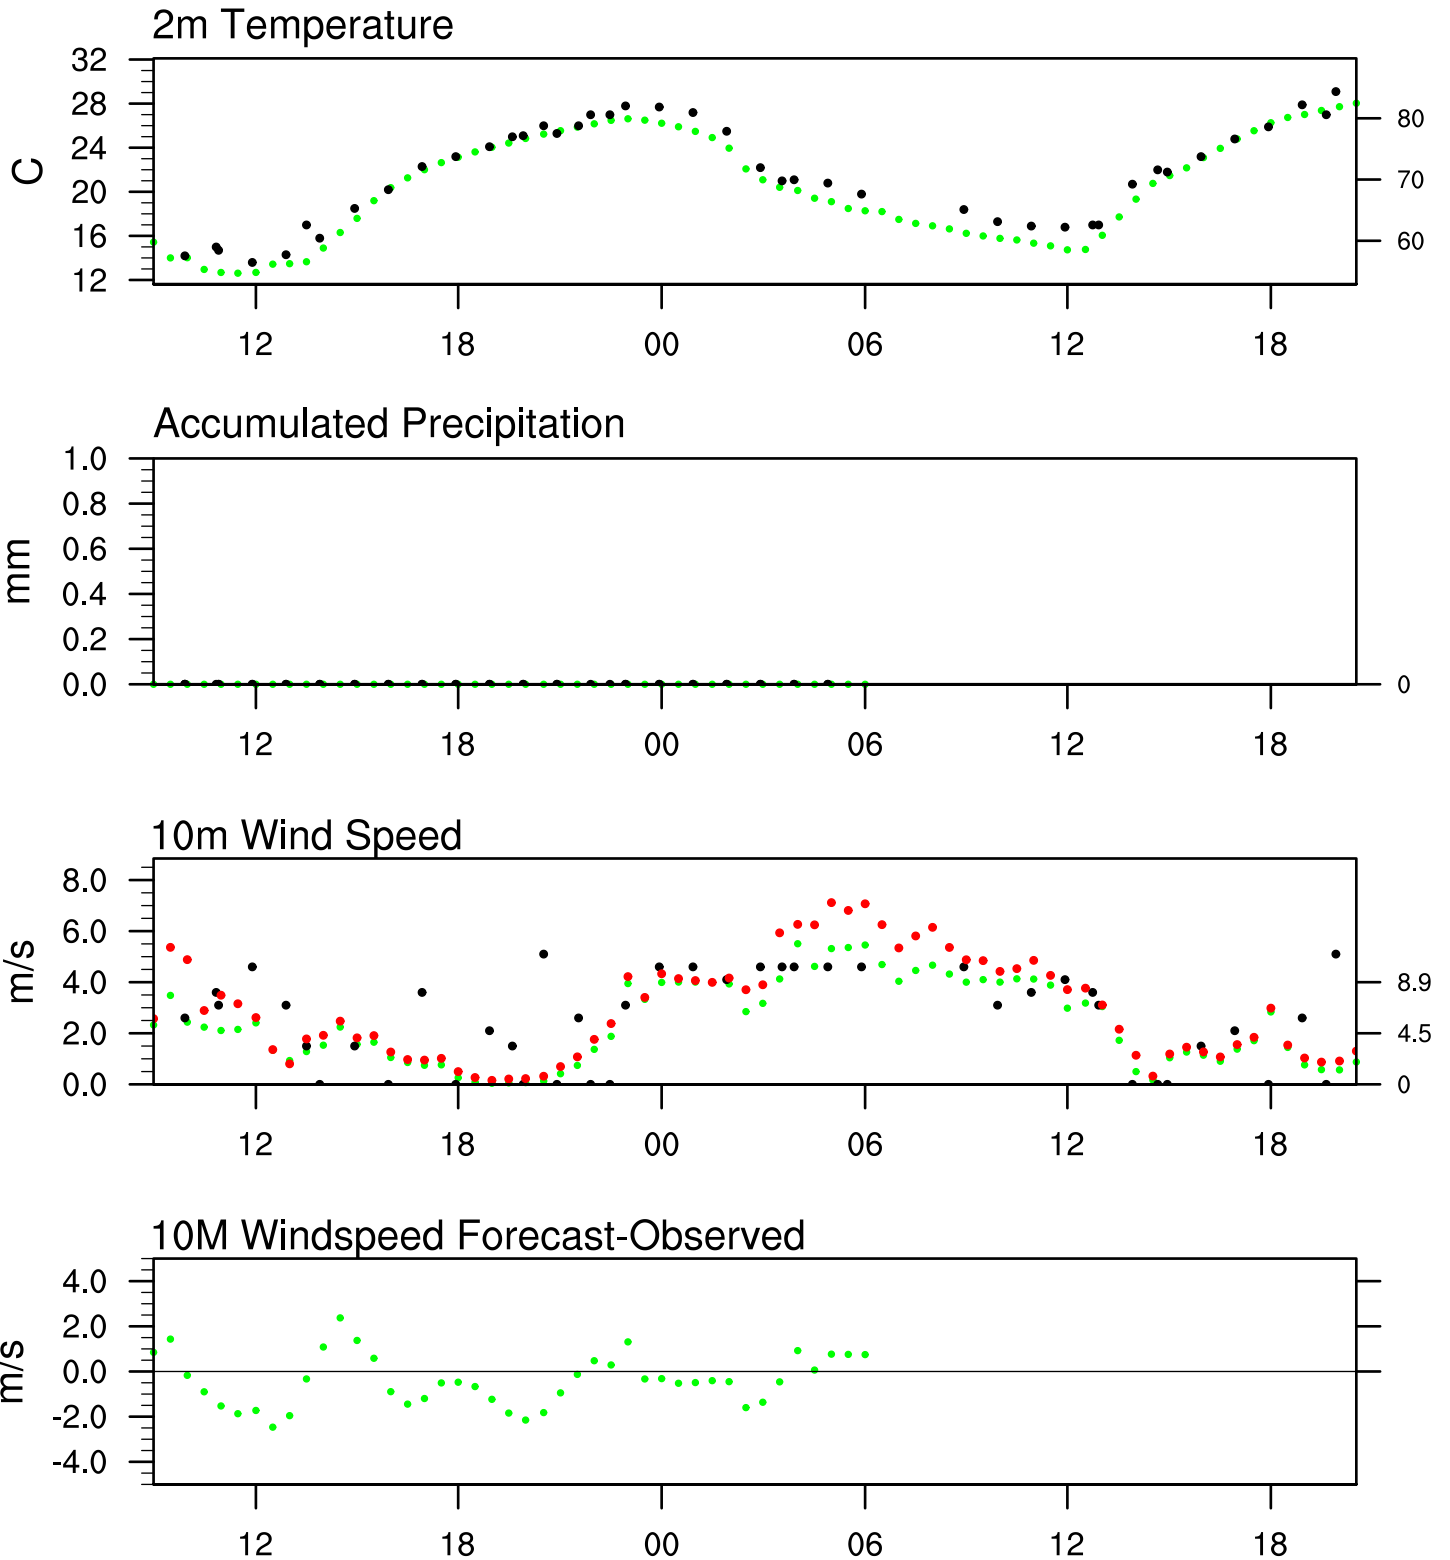 2m Temperature
32
28
24
20
16
12
C
80
70
60
12 18 00 06 12 18
Accumulated Precipitation
1.0
0.8
0.6
0.4
0.2
0.0
mm
0
12 18 00 06 12 18
10m Wind Speed
8.0
6.0
4.0
2.0
0.0
m/s
8.9
4.5
0
12 18 00 06 12 18
10M Windspeed Forecast-Observed
4.0
2.0
0.0
-2.0
-4.0
m/s
12 18 00 06 12 18